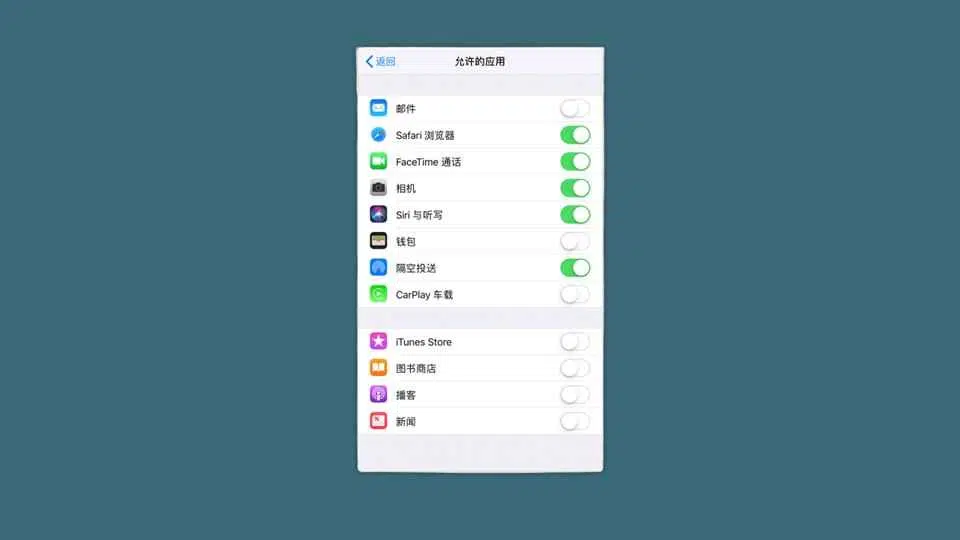 返回
允许的应用
邮件
Safari 浏览器
FaceTime 通话
相机
Siri 与听写
钱包
隔空投送
CarPlay 车载
iTunes Store
图书商店
播客
新闻